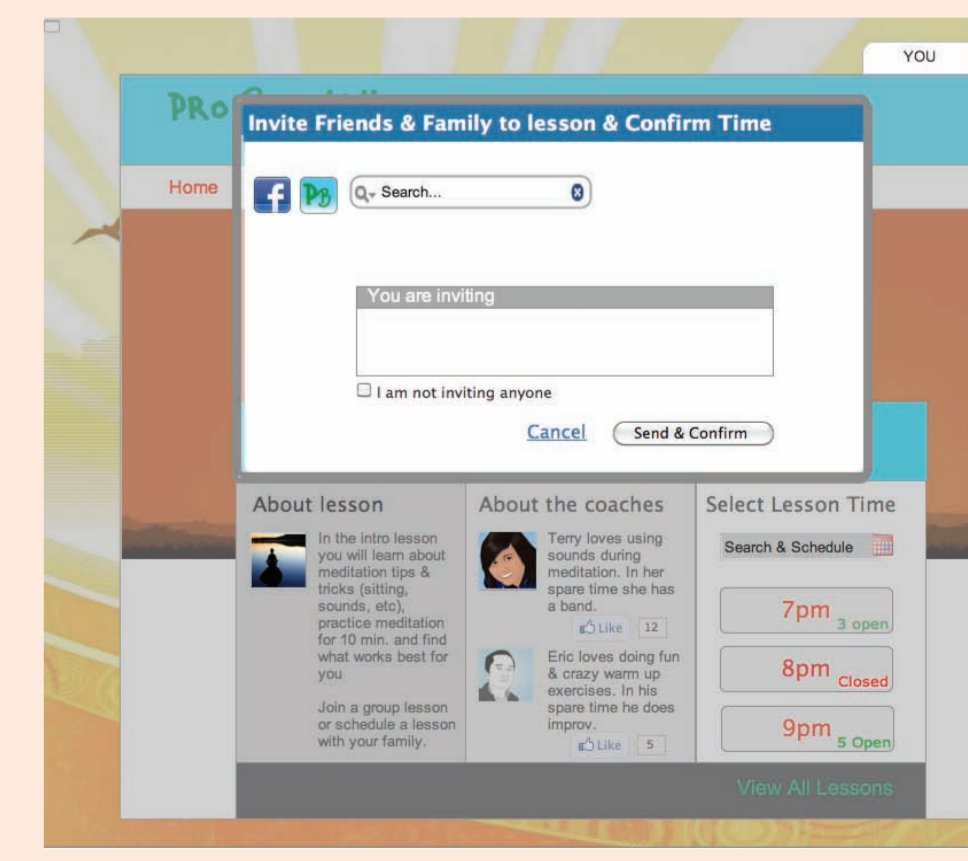 YOU
PRO
Invite Friends & Family to lesson & Confirm Time
Home
f PB Search...
You are inviting
I am not inviting anyone
Cancel Send & Confirm
About lesson
In the intro lesson
you will learn about
meditation tips &
tricks (sitting,
sounds, etc),
practice meditation
for 10 min. and find
what works best for
you
Join a group lesson
or schedule a lesson
with your family.
About the coaches
Terry loves using
sounds during
meditation. In her
spare time she has
a band.
Like 12
Eric loves doing fun
& crazy warm up
exercises. In his
spare time he does
improv.
Like 5
Select Lesson Time
Search & Schedule
7pm 3 open
8pm Closed
9pm 5 Open
View All Lessons